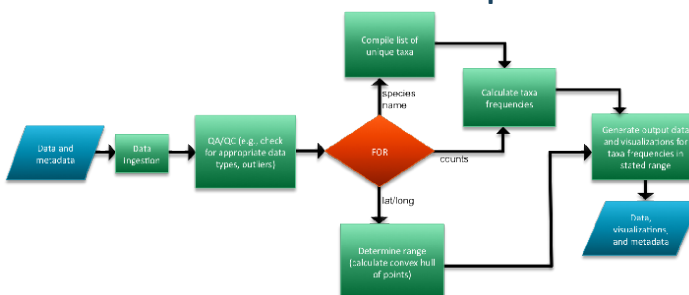 Compile list of
unique taxa
Calculate taxa
frequencies
species
name
Data and
metadata
Data
Ingestion
QA/QC (e.g., check
for appropriate data
types, outliers)
FOR
counts
Generate output data
and visualizations for
taxa frequencies in
stated range
lat/long
Determine range
(calculate convex hull
of points)
Data,
visualizations,
and metadata